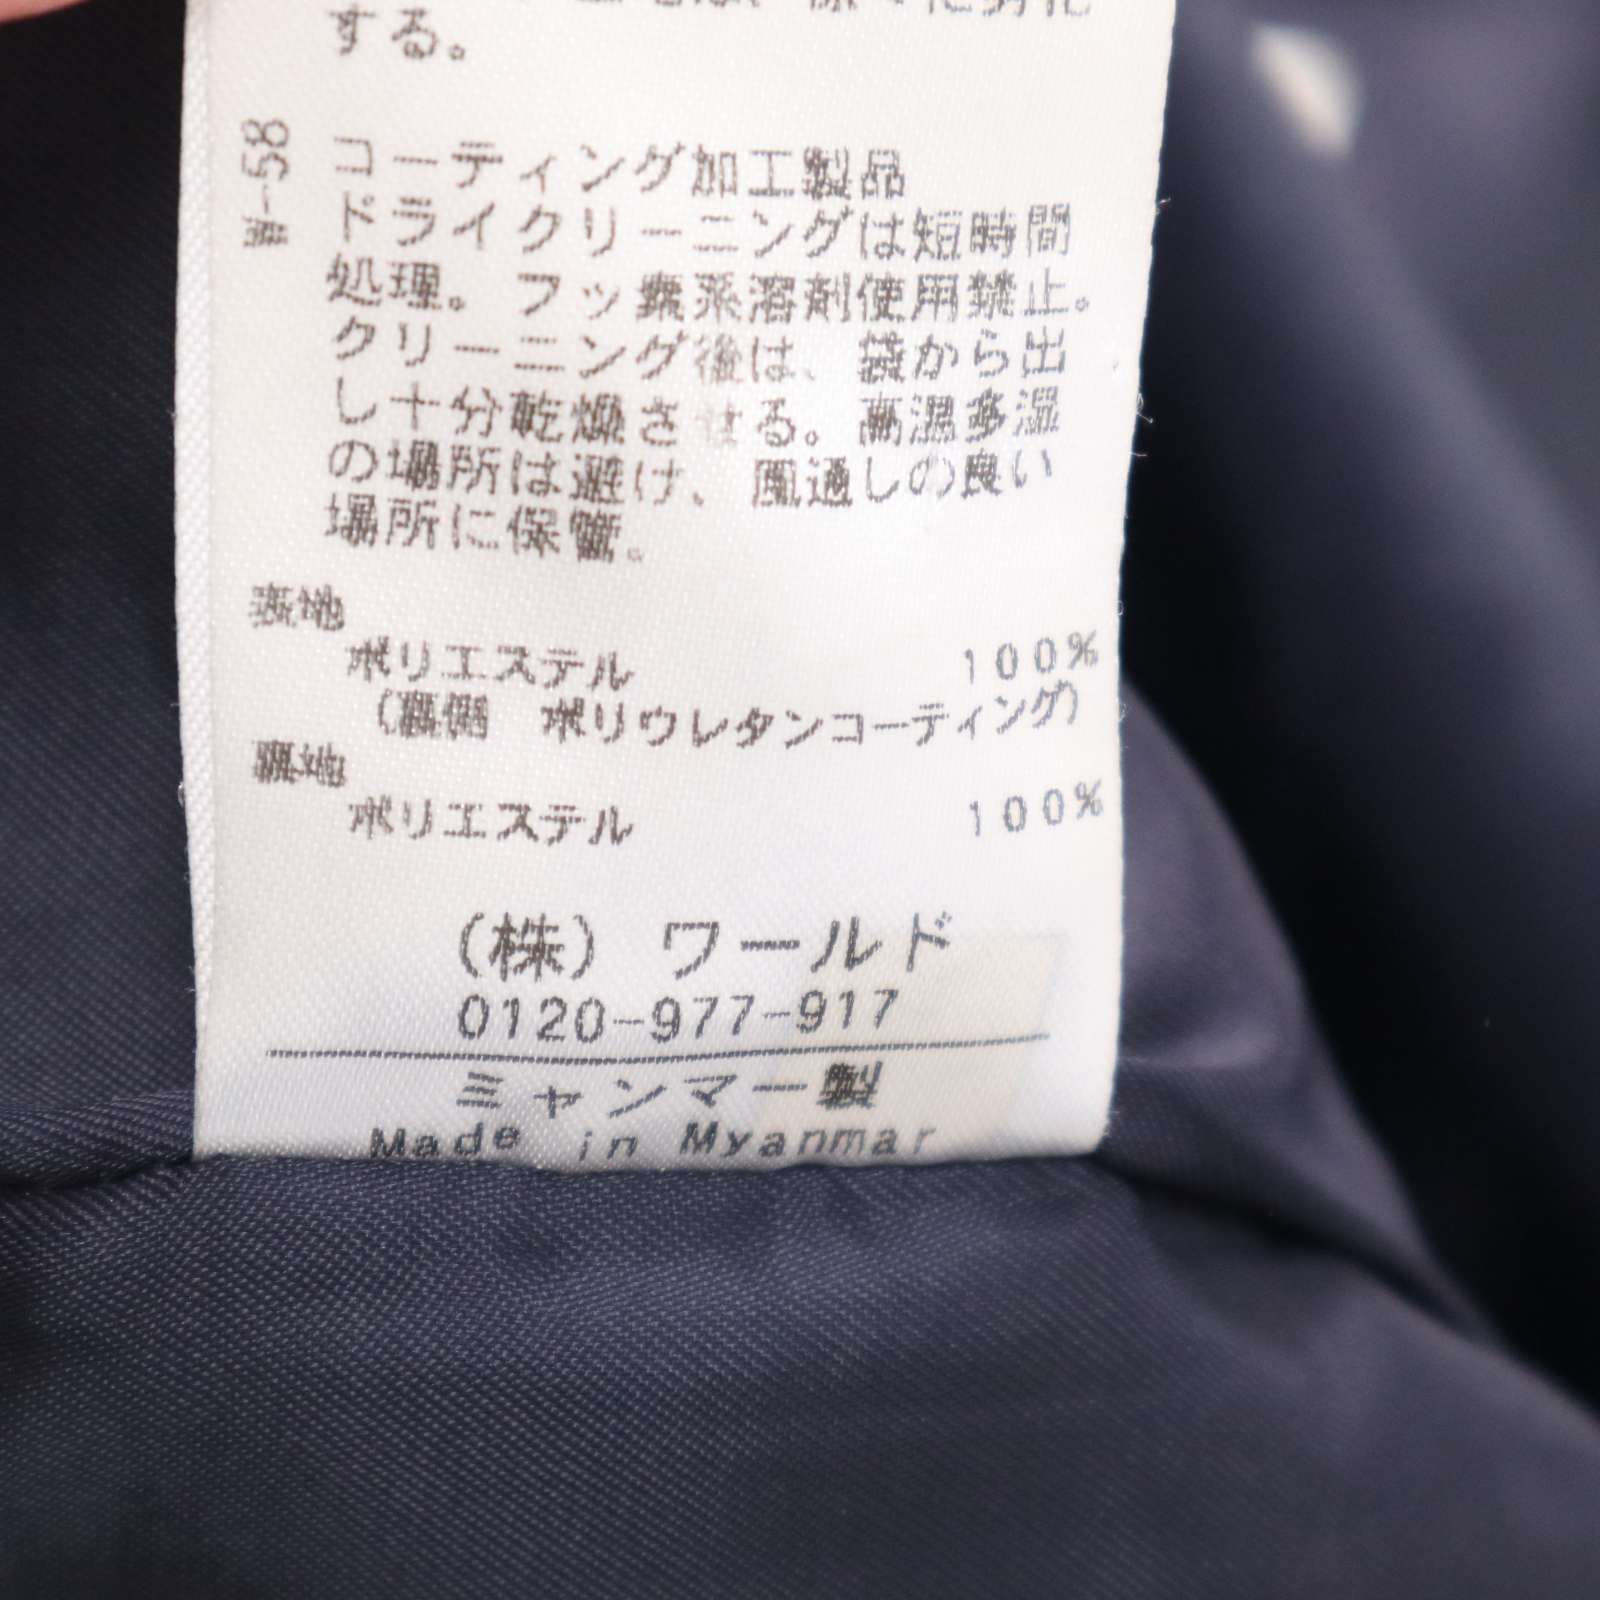 する。
W-58
コーティング加工製品
ドライクリーニングは短時間
処理。フッ素系溶剤使用禁止。
クリーニング後は、袋から出
し十分乾燥させる。高温多湿
の場所は避け、風通しの良い
場所に保管。
表地
ポリエステル 100%
(裏側 ポリウレタンコーティング)
裏地
ポリエステル 100%
(株) ワールド
0120-977-917
ミャンマー製
Made in Myanmar